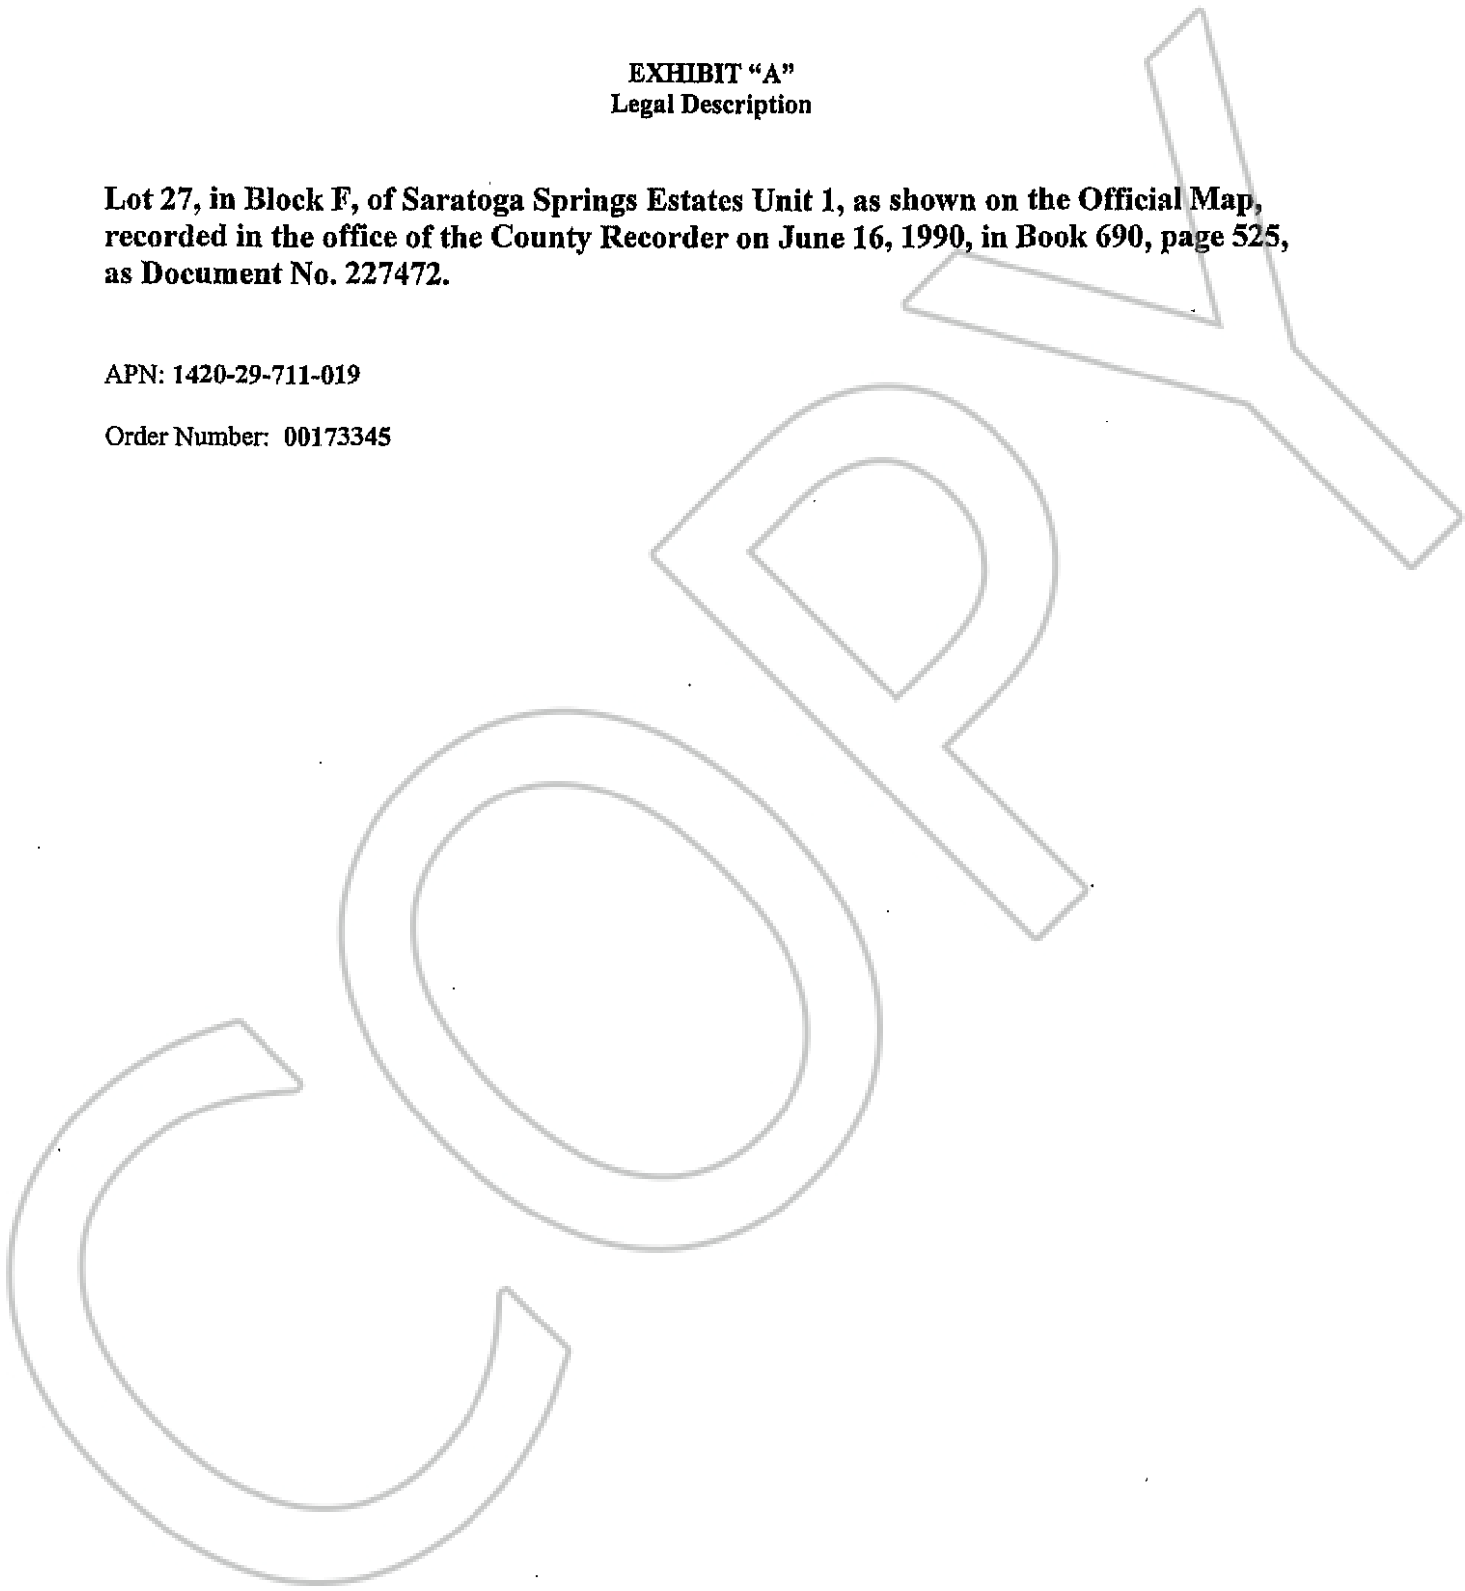 EXHIBIT “A”
Legal Description
Lot 27, in Block F, of Saratoga Springs Estates Unit 1, as shown on the Official Map,
recorded in the office of the County Recorder on June 16, 1990, in Book 690, page 525,
as Document No. 227472.
APN: 1420-29-711-019
Order Number: 00173345
COPY